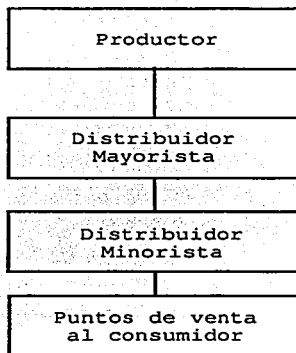 Productor
Distribuidor
Mayorista
Distribuidor
Minorista
Puntos de venta
al consumidor